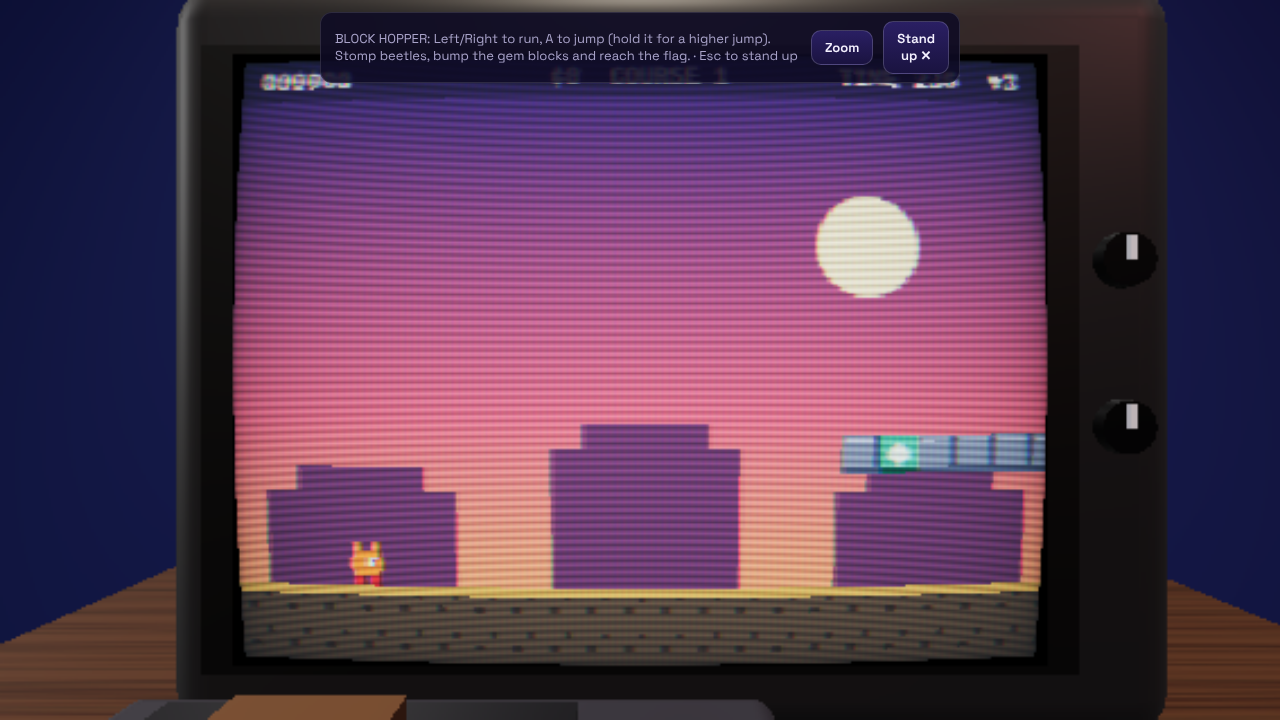 BLOCK HOPPER: Left/Right to run, A to jump (hold it for a higher jump).
Stomp beetles, bump the gem blocks and reach the flag. · Esc to stand up
Zoom
Stand
up ✕
COURSE 1